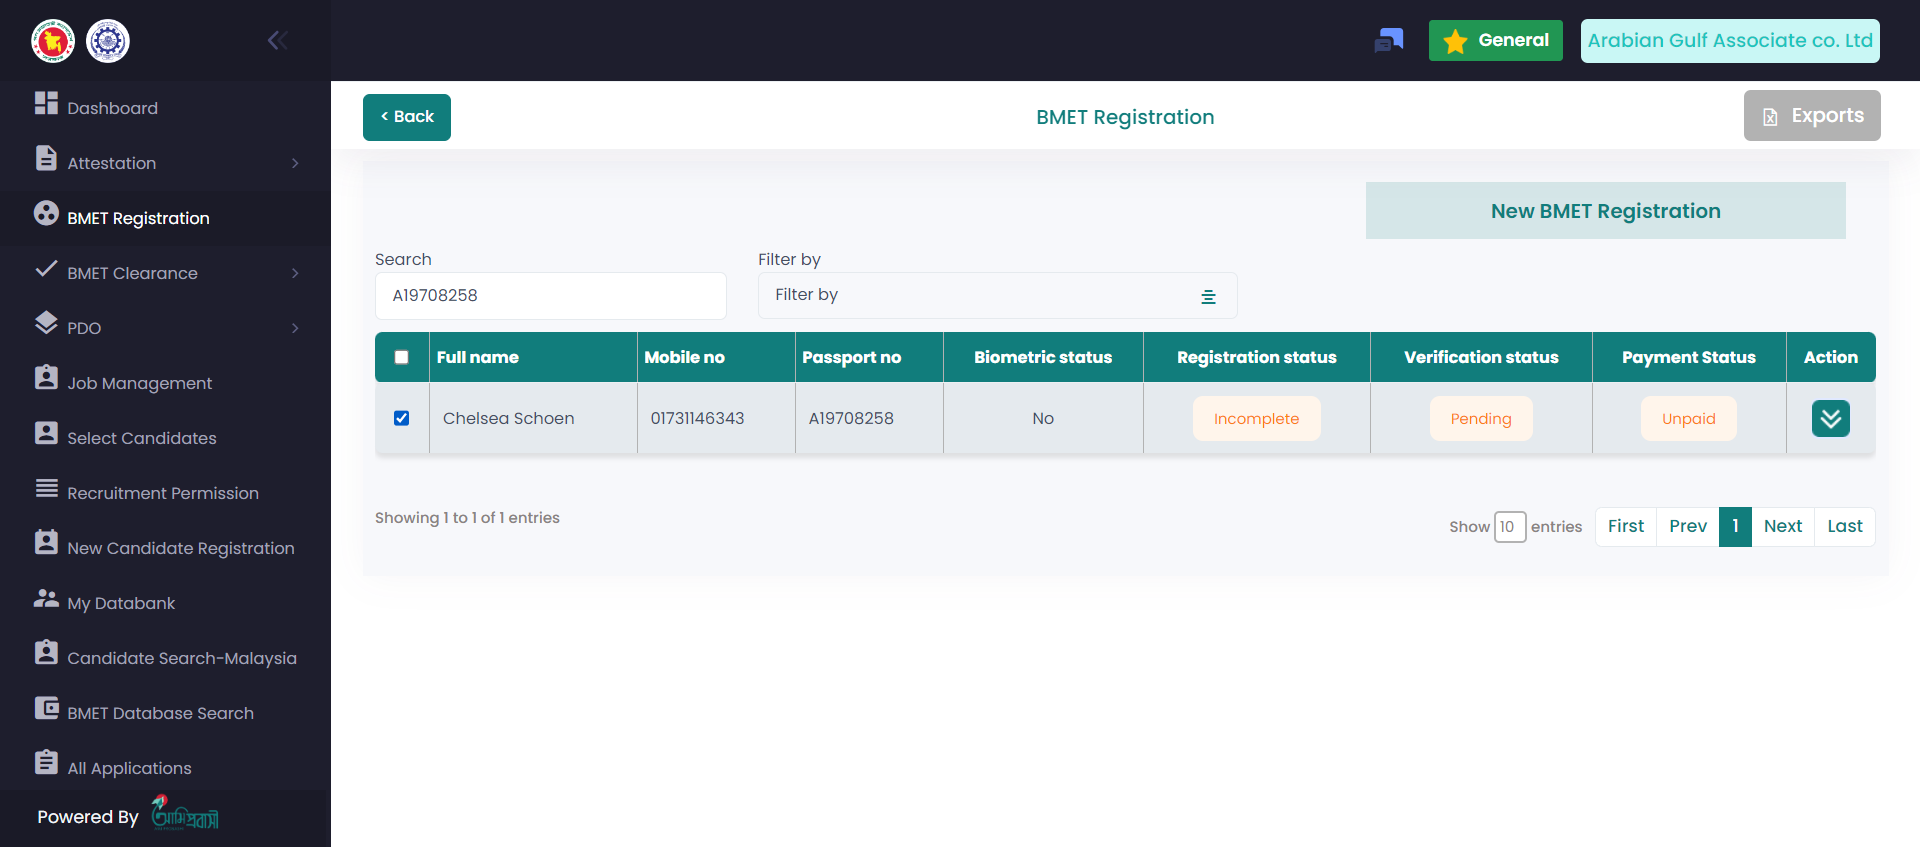 General
Arabian Gulf Associate co. Ltd
Dashboard
Attestation
BMET Registration
BMET Clearance
PDO
Job Management
Select Candidates
Recruitment Permission
New Candidate Registration
My Databank
Candidate Search-Malaysia
BMET Database Search
All Applications
Powered By আমি প্রবাসী
< Back
BMET Registration
Exports
New BMET Registration
Search
Filter by
A19708258
Filter by
Full name Mobile no Passport no Biometric status Registration status Verification status Payment Status Action
Chelsea Schoen 01731146343 A19708258 No Incomplete Pending Unpaid
Showing 1 to 1 of 1 entries
Show 10 entries First Prev 1 Next Last